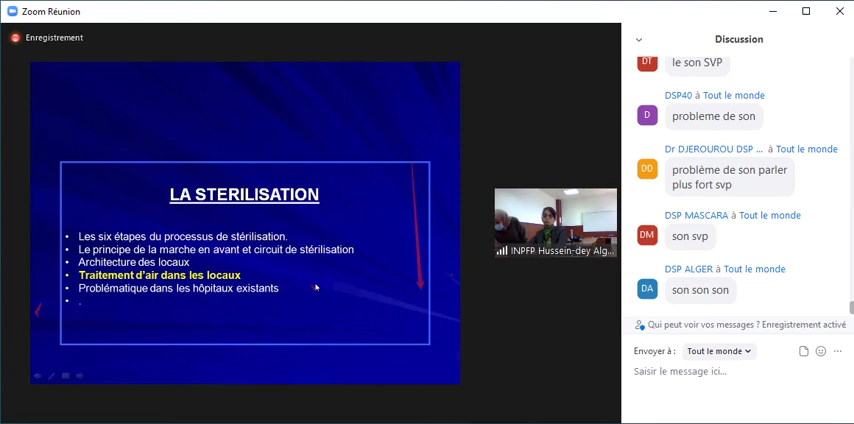 Zoom Réunion
Enregistrement
LA STERILISATION
• Les six étapes du processus de stérilisation.
• Le principe de la marche en avant et circuit de stérilisation
• Architecture des locaux
• Traitement d'air dans les locaux
• Problématique dans les hôpitaux existants
• .
INPFP Hussein-dey Alg...
Discussion
DT
le son SVP
DSP40 à Tout le monde
D
probleme de son
Dr DJEROUROU DSP ... à Tout le monde
DD
problème de son parler
plus fort svp
DSP MASCARA à Tout le monde
DM
son svp
DSP ALGER à Tout le monde
DA
son son son
Qui peut voir vos messages ? Enregistrement activé
Envoyer à : Tout le monde
Saisir le message ici...